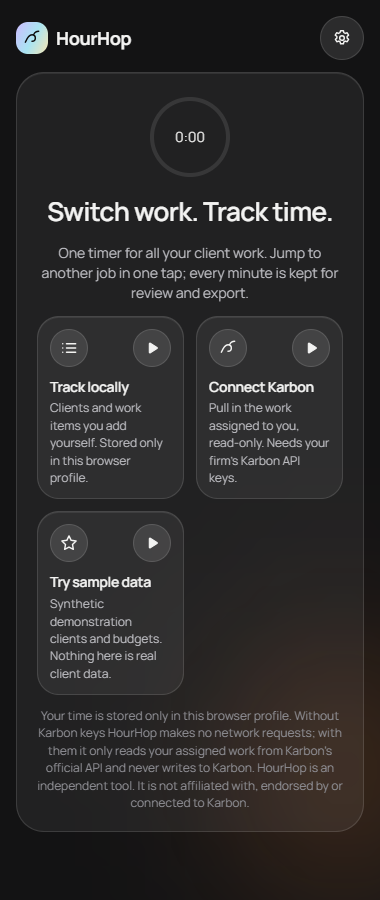 HourHop
0:00
Switch work. Track time.
One timer for all your client work. Jump to
another job in one tap; every minute is kept for
review and export.
Track locally
Clients and work
items you add
yourself. Stored only
in this browser
profile.
Connect Karbon
Pull in the work
assigned to you,
read-only. Needs your
firm's Karbon API
keys.
Try sample data
Synthetic
demonstration
clients and budgets.
Nothing here is real
client data.
Your time is stored only in this browser profile. Without
Karbon keys HourHop makes no network requests; with
them it only reads your assigned work from Karbon's
official API and never writes to Karbon. HourHop is an
independent tool. It is not affiliated with, endorsed by or
connected to Karbon.